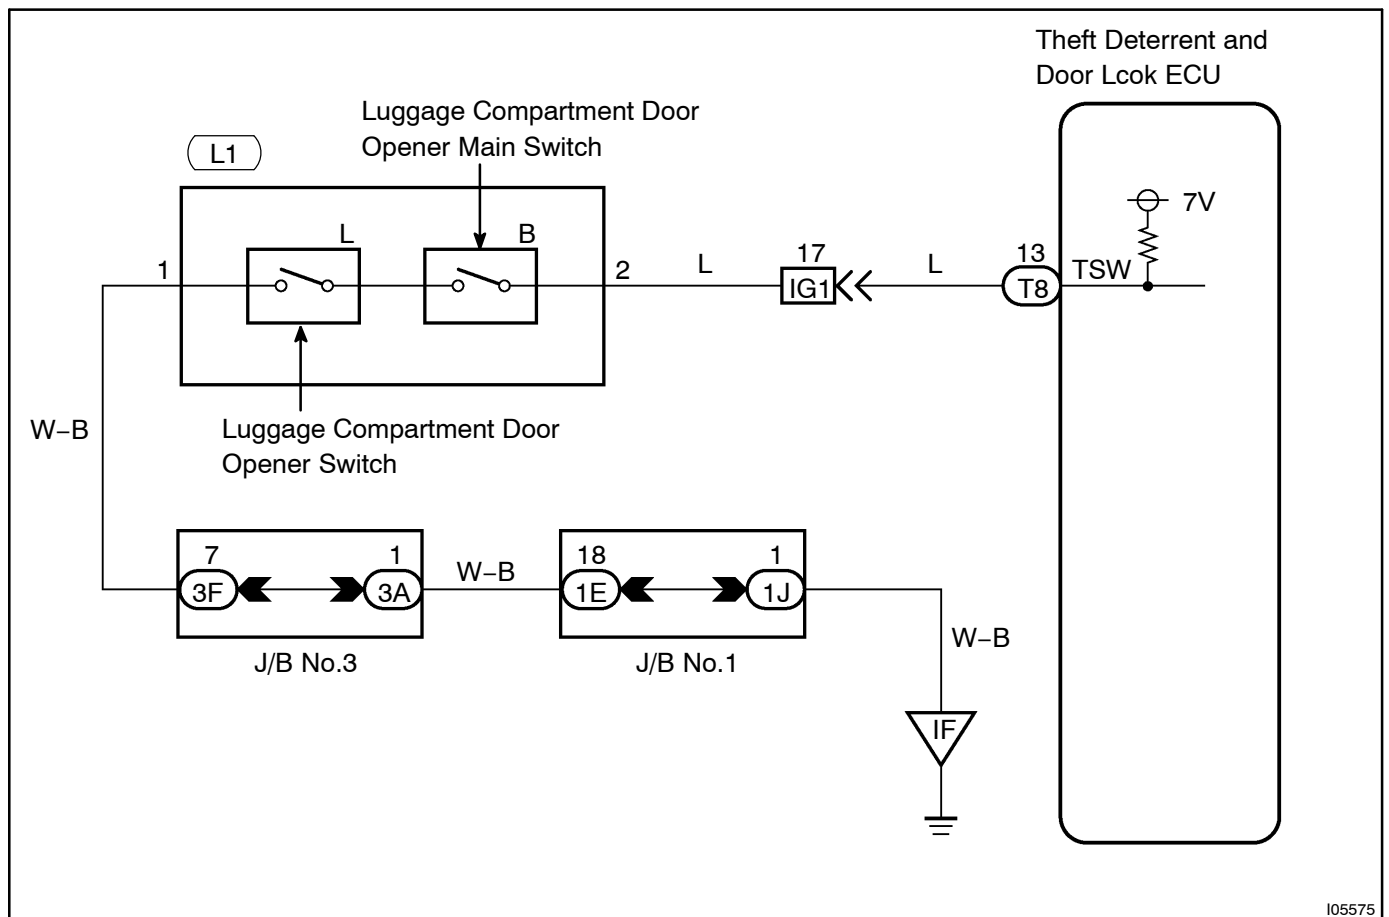 Theft Deterrent and
Door Lcok ECU
Luggage Compartment Door
Opener Main Switch
L1
L
B
1
2
L
17
IG1
L
13
T8
TSW
7V
Luggage Compartment Door
Opener Switch
W–B
7
3F
1
3A
J/B No.3
W–B
18
1E
1
1J
J/B No.1
W–B
IF
I05575